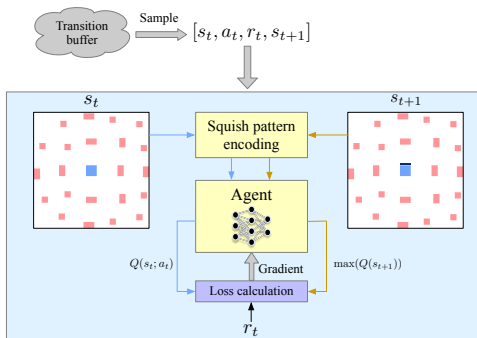 Transition
buffer
Sample
[s_t, a_t, r_t, s_{t+1}]
s_t
s_{t+1}
Squish pattern
encoding
Agent
Q(s_t; a_t)
max(Q(s_{t+1}))
Gradient
Loss calculation
r_t